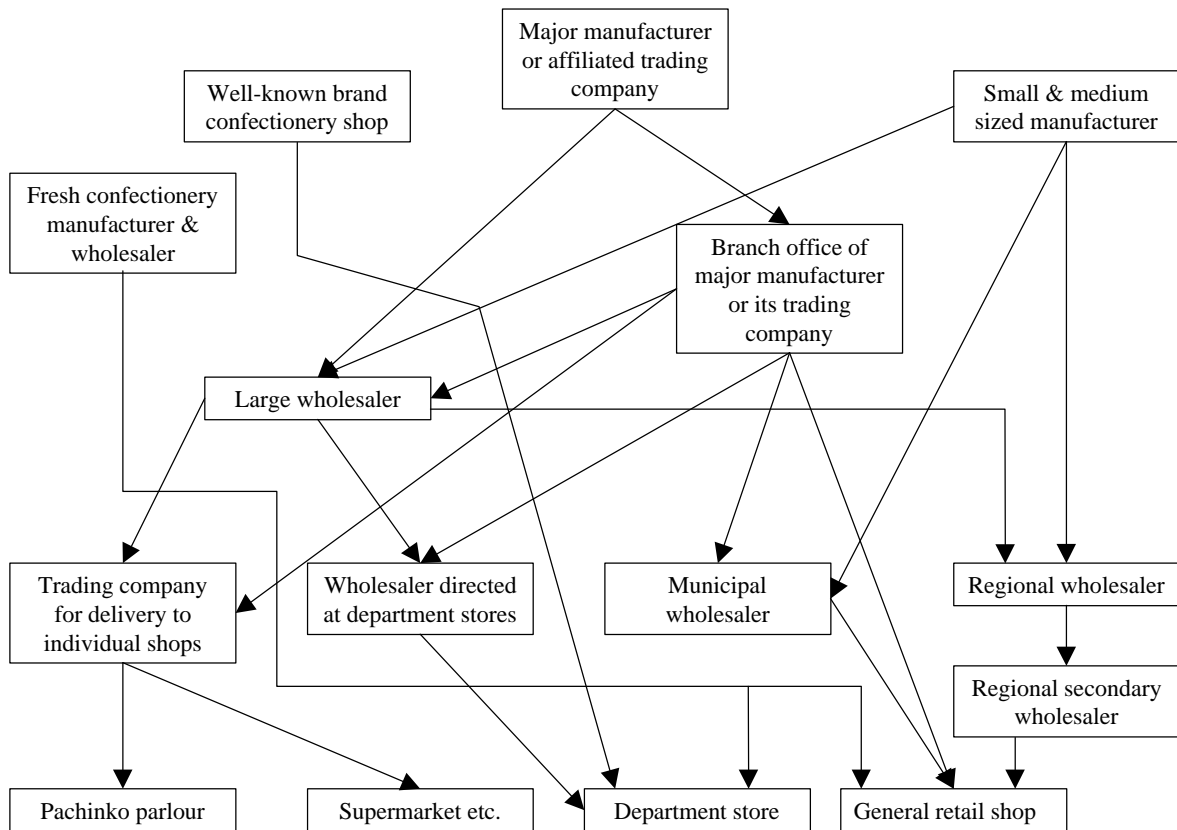 Major manufacturer
or affiliated trading
company
Well-known brand
confectionery shop
Small & medium
sized manufacturer
Fresh confectionery
manufacturer &
wholesaler
Branch office of
major manufacturer
or its trading
company
Large wholesaler
Trading company
for delivery to
individual shops
Wholesaler directed
at department stores
Municipal
wholesaler
Regional wholesaler
Regional secondary
wholesaler
Pachinko parlour
Supermarket etc.
Department store
General retail shop